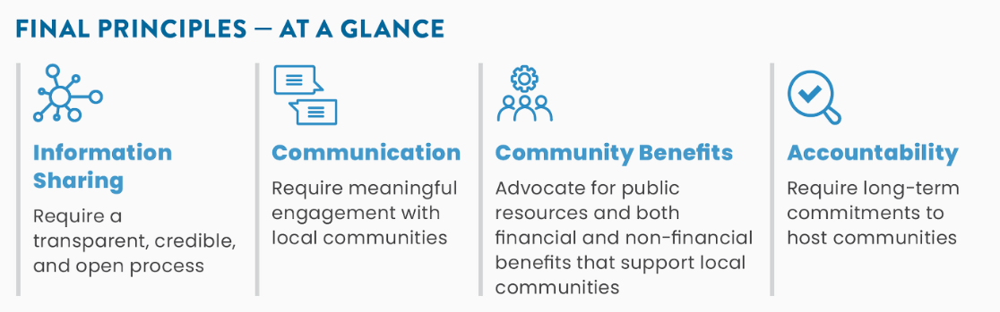 FINAL PRINCIPLES — AT A GLANCE
Information
Sharing
Require a
transparent, credible,
and open process
Communication
Require meaningful
engagement with
local communities
Community Benefits
Advocate for public
resources and both
financial and non-financial
benefits that support local
communities
Accountability
Require long-term
commitments to
host communities